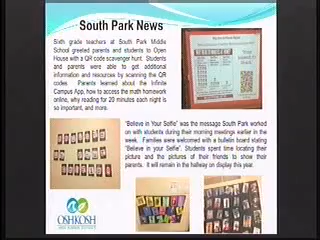 South Park News
Sixth grade teachers at South Park Middle
School greeted parents and students to Open
House with a QR code scavenger hunt. Students
and parents were able to get additional
information and resources by scanning the QR
codes. Parents learned about the Infinite
Campus App, how to access the math homework
online, why reading for 20 minutes each night is
so important, and more.
"Believe in Your Selfie" was the message South Park worked
on with students during their morning meetings earlier in the
week. Families were welcomed with a bulletin board stating
"Believe in your Selfie". Students spent time locating their
picture and the pictures of their friends to show their
parents. It will remain in the hallway on display this year.
OSHKOSH